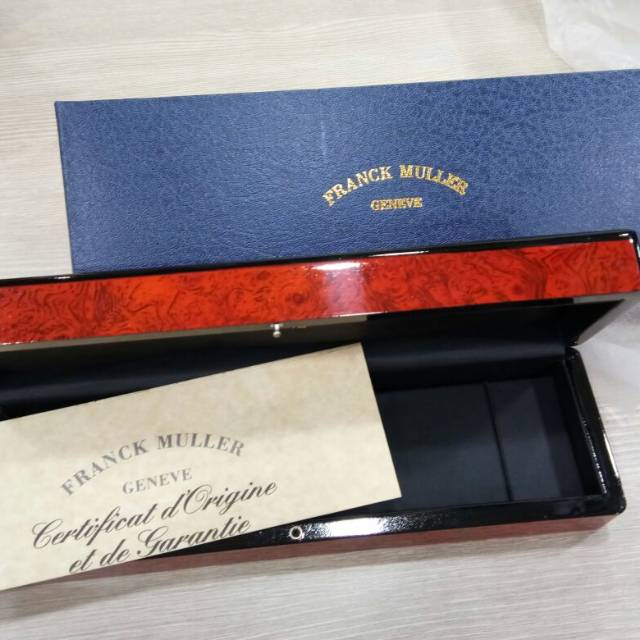 FRANCK MULLER
GENEVE
FRANCK MULLER
GENEVE
Certificat d'Origine
et de Garantie